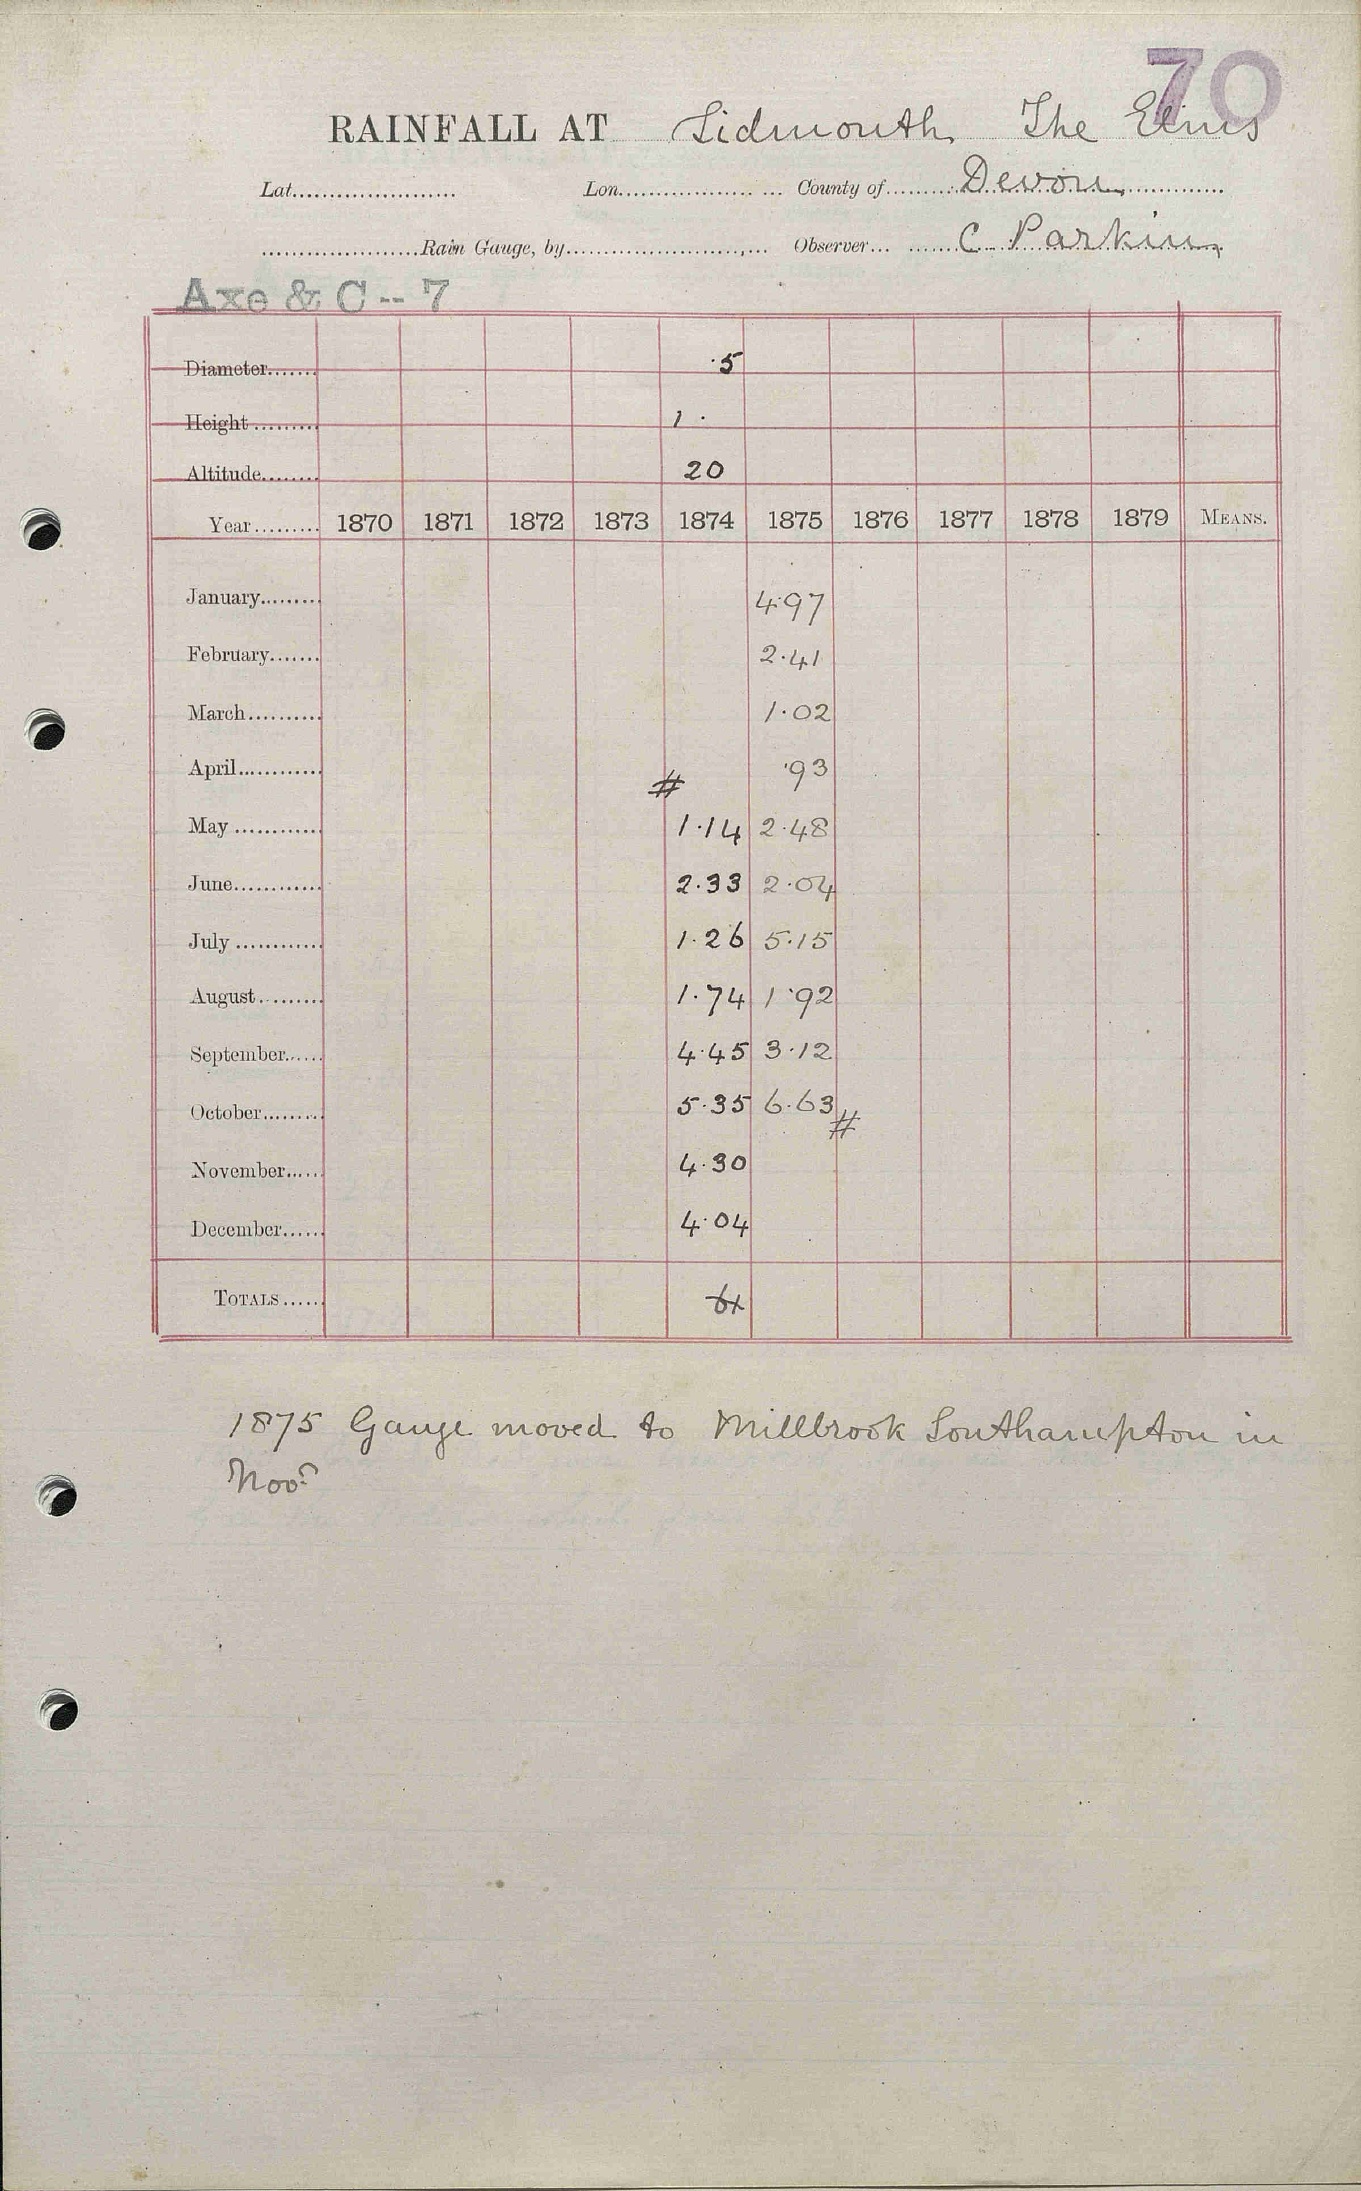 70
RAINFALL AT Sidmouth, The Elms
Lat. Lon. County of Devon
Rain Gauge, by Observer C Parkins
Axe & C -- 7
Diameter ·5
Height 1 ·
Altitude 20
Year 1870 1871 1872 1873 1874 1875 1876 1877 1878 1879 MEANS.
January 4·97
February 2·41
March 1·02
April # ·93
May 1·14 2·48
June 2·33 2·04
July 1·26 5·15
August 1·74 1·92
September 4·45 3·12
October 5·35 6·63 #
November 4·30
December 4·04
TOTALS
1875 Gauge moved to Millbrook Southampton in
Novr